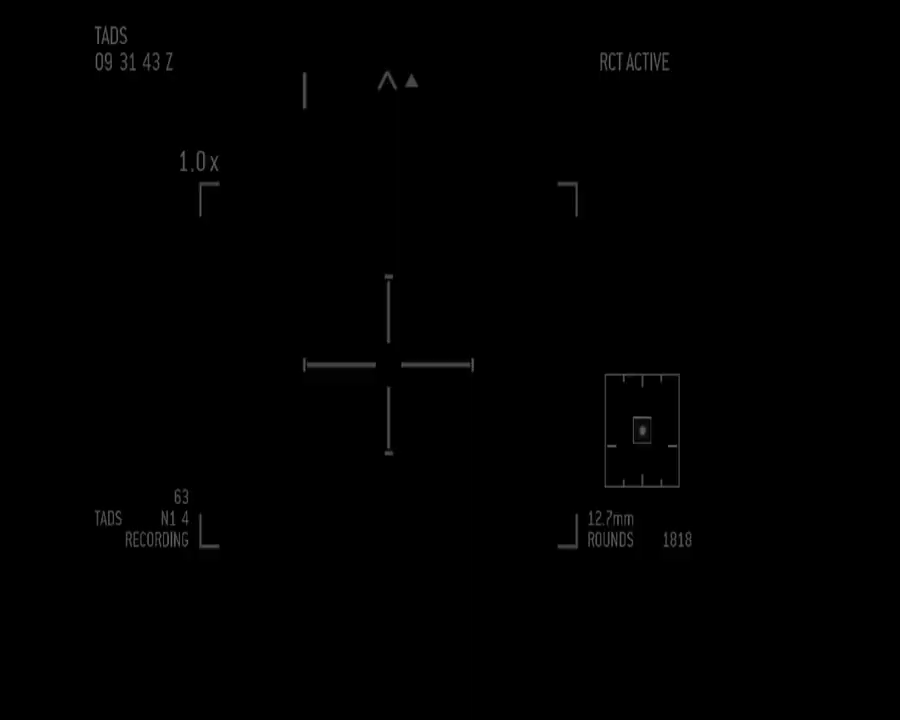 TADS
09 31 43 Z
RCT ACTIVE
1.0x
63
TADS N1 4
RECORDING
12.7mm
ROUNDS 1818